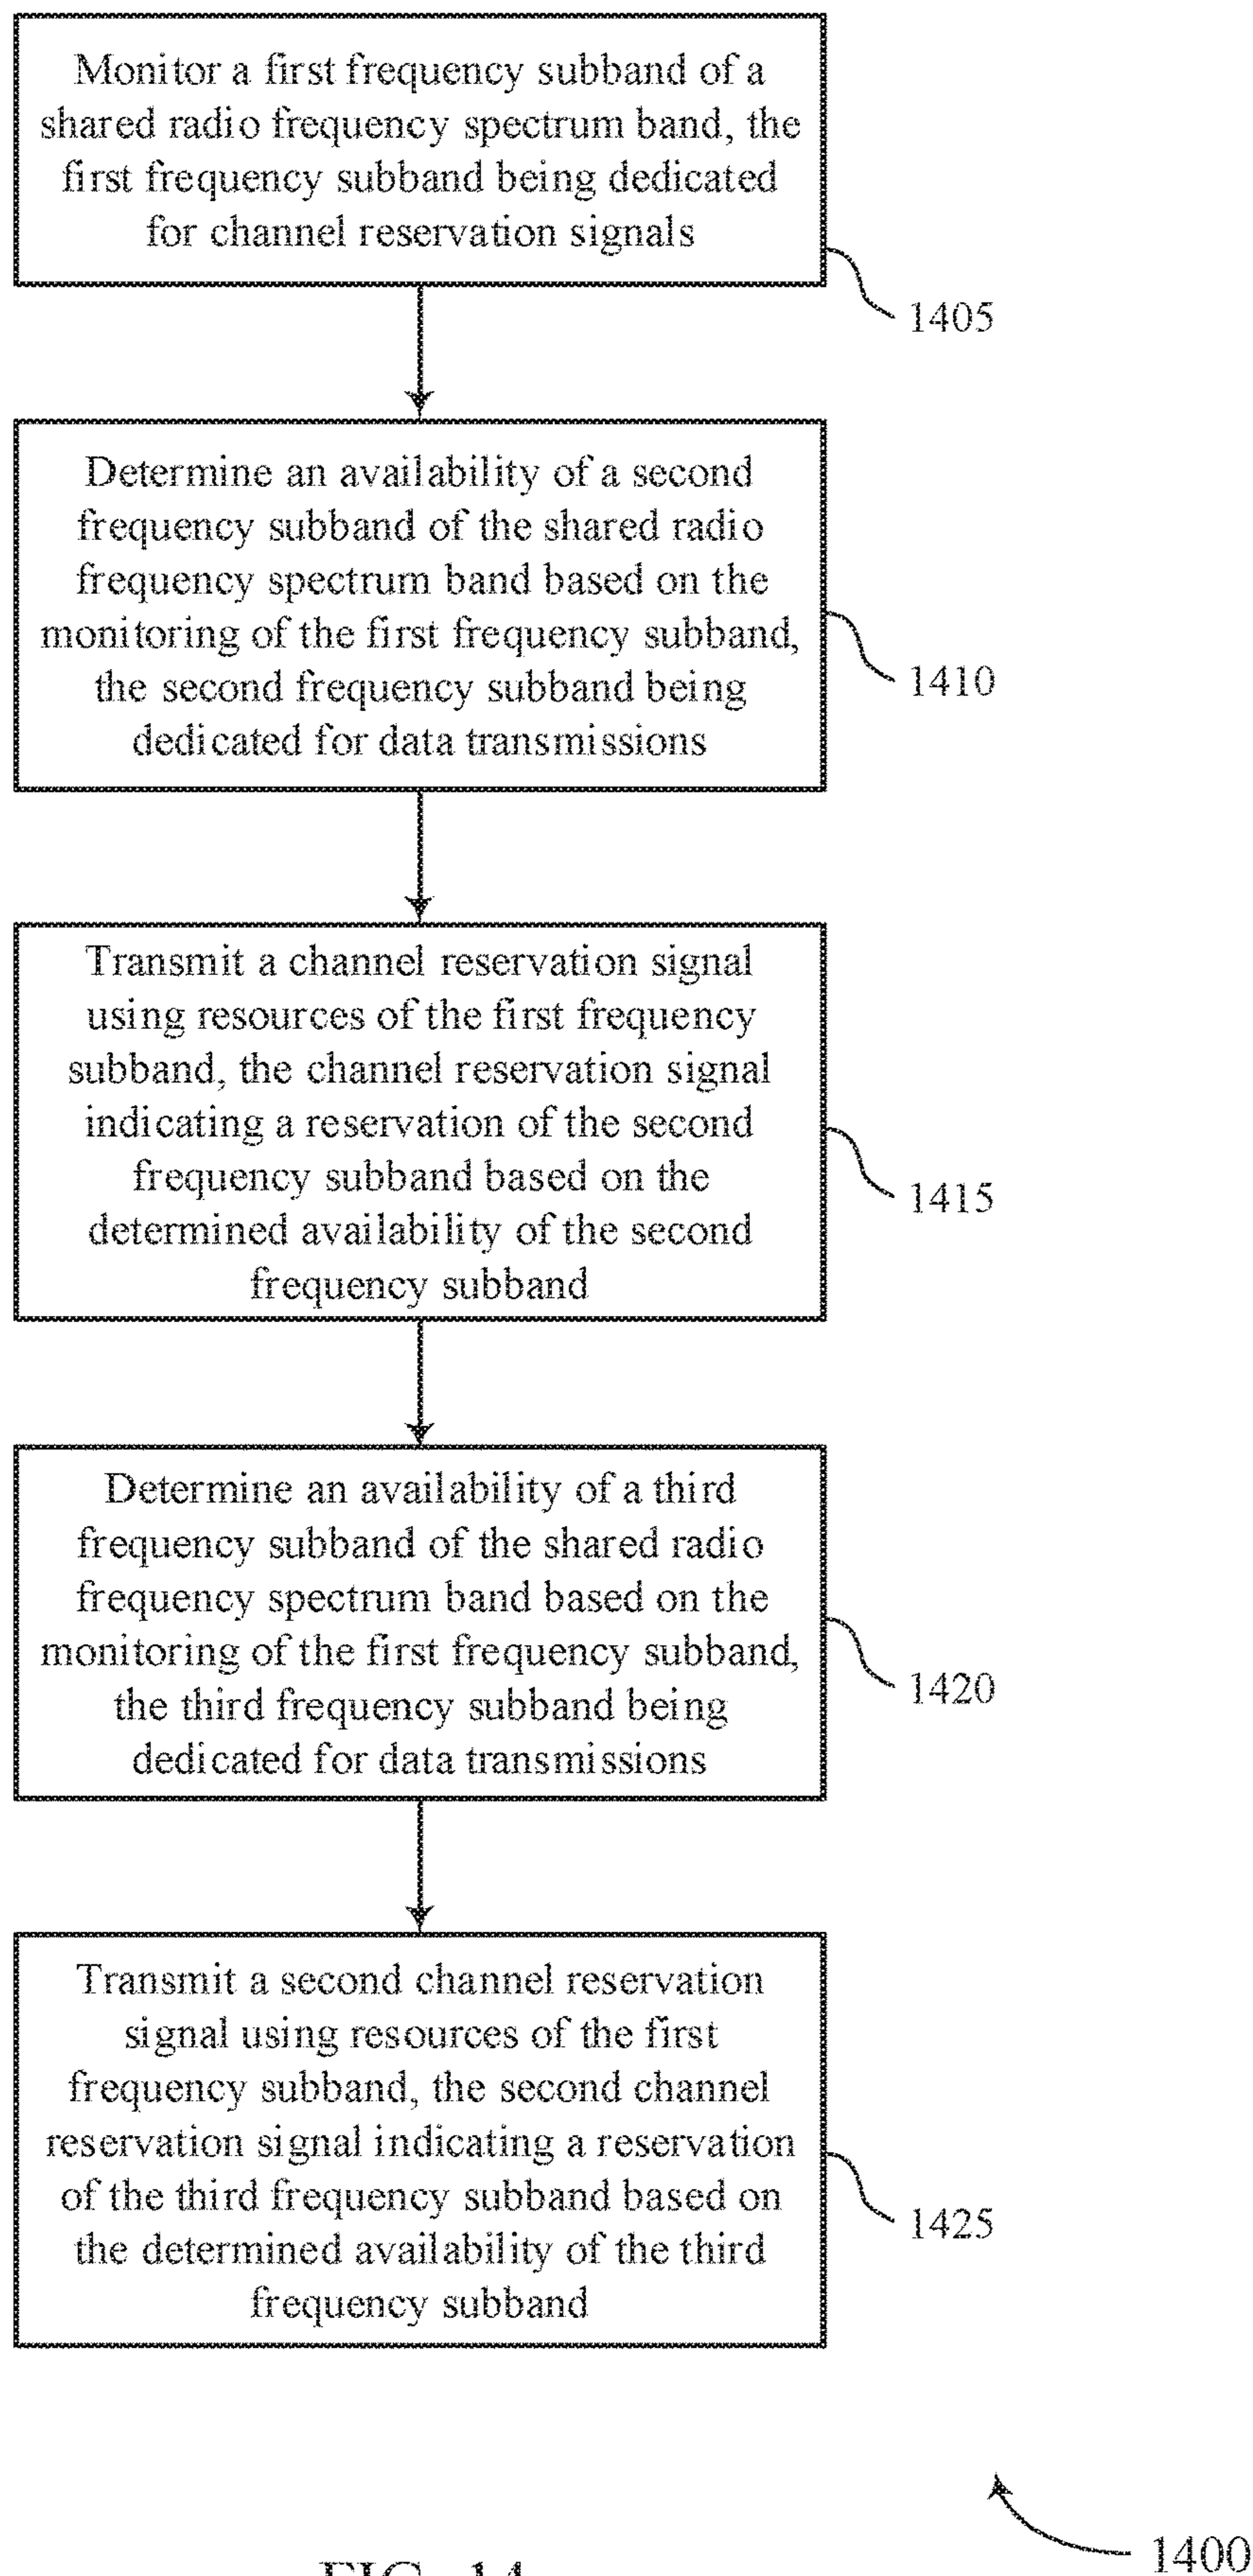 Monitor a first frequency subband of a
shared radio frequency spectrum band, the
first frequency subband being dedicated
for channel reservation signals
1405
Determine an availability of a second
frequency subband of the shared radio
frequency spectrum band based on the
monitoring of the first frequency subband,
the second frequency subband being
dedicated for data transmissions
1410
Transmit a channel reservation signal
using resources of the first frequency
subband, the channel reservation signal
indicating a reservation of the second
frequency subband based on the
determined availability of the second
frequency subband
1415
Determine an availability of a third
frequency subband of the shared radio
frequency spectrum band based on the
monitoring of the first frequency subband,
the third frequency subband being
dedicated for data transmissions
1420
Transmit a second channel reservation
signal using resources of the first
frequency subband, the second channel
reservation signal indicating a reservation
of the third frequency subband based on
the determined availability of the third
frequency subband
1425
1400
FIG. 14